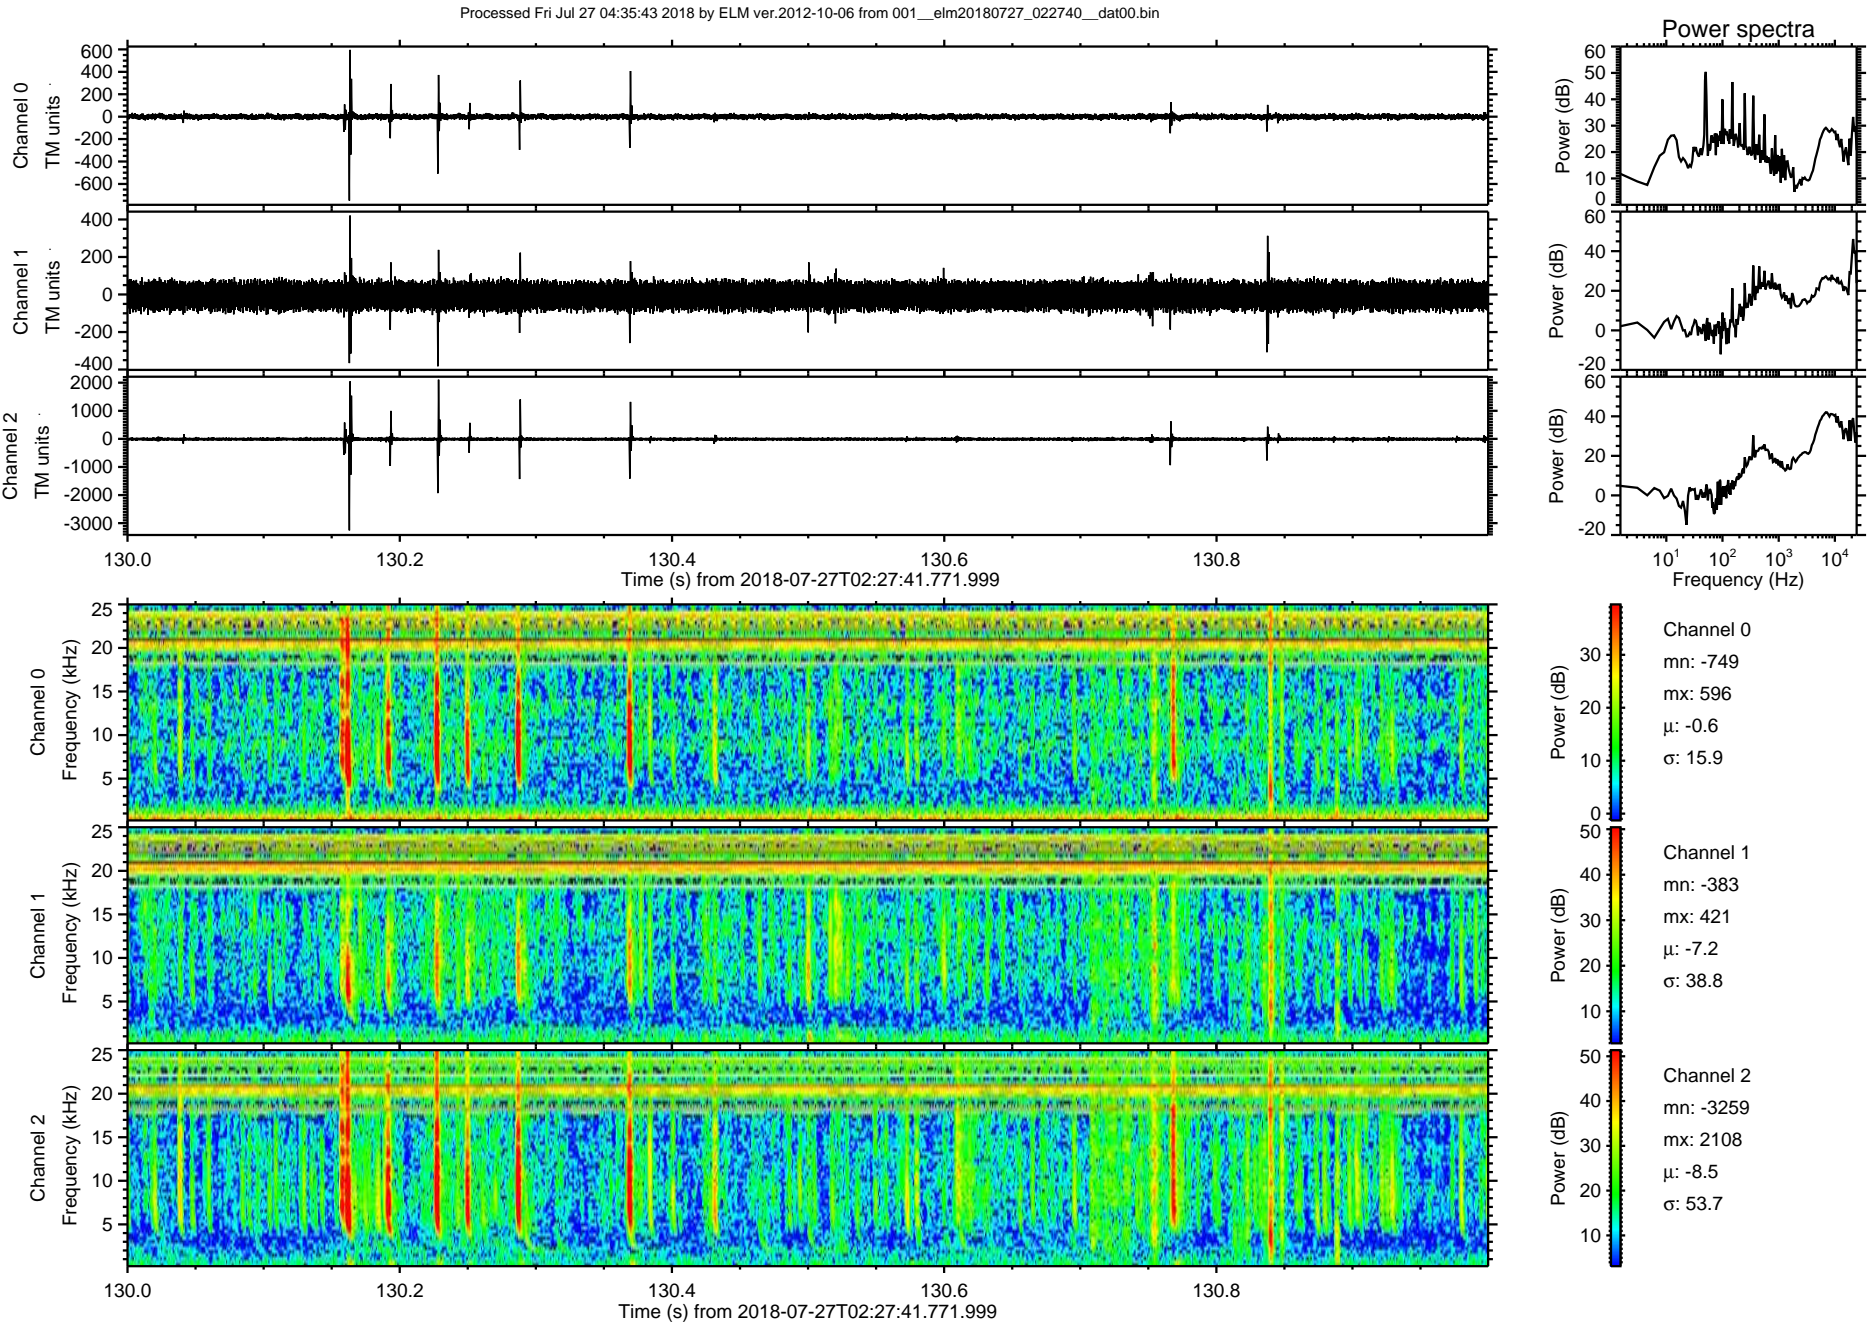 Processed Fri Jul 27 04:35:43 2018 by ELM ver.2012-10-06 from 001__elm20180727_022740__dat00.bin
Power spectra
Channel 0
TM units
600
400
200
0
-200
-400
-600
Power (dB)
60
50
40
30
20
10
0
Channel 1
TM units
400
200
0
-200
-400
Power (dB)
60
40
20
0
-20
Channel 2
TM units
2000
1000
0
-1000
-2000
-3000
Power (dB)
60
40
20
0
-20
130.0 130.2 130.4 130.6 130.8
Time (s) from 2018-07-27T02:27:41.771.999
10^1 10^2 10^3 10^4
Frequency (Hz)
Channel 0
Frequency (kHz)
25
20
15
10
5
Power (dB)
30
20
10
0
Channel 0
mn: -749
mx: 596
μ: -0.6
σ: 15.9
Channel 1
Frequency (kHz)
25
20
15
10
5
Power (dB)
50
40
30
20
10
Channel 1
mn: -383
mx: 421
μ: -7.2
σ: 38.8
Channel 2
Frequency (kHz)
25
20
15
10
5
Power (dB)
50
40
30
20
10
Channel 2
mn: -3259
mx: 2108
μ: -8.5
σ: 53.7
130.0 130.2 130.4 130.6 130.8
Time (s) from 2018-07-27T02:27:41.771.999